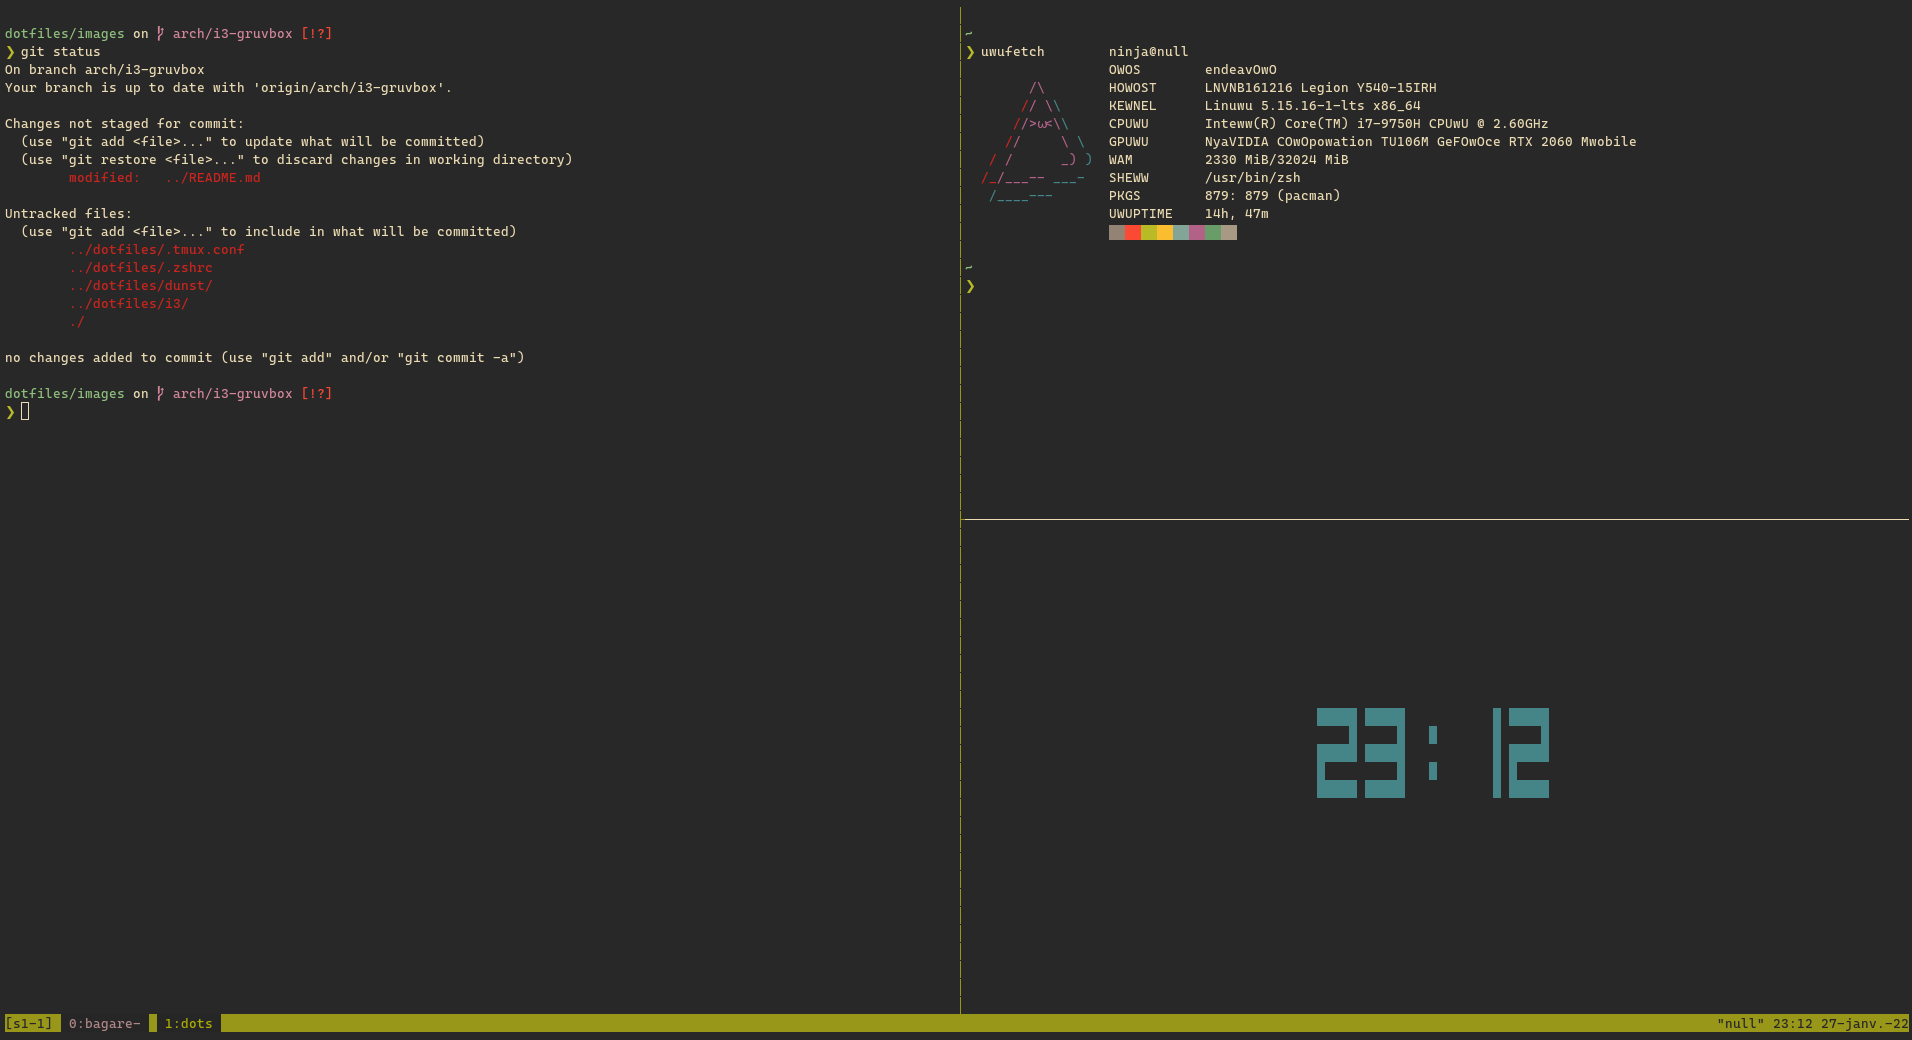 dotfiles/images on arch/i3-gruvbox [!?]
❯ git status
On branch arch/i3-gruvbox
Your branch is up to date with 'origin/arch/i3-gruvbox'.
Changes not staged for commit:
  (use "git add <file>..." to update what will be committed)
  (use "git restore <file>..." to discard changes in working directory)
        modified:   ../README.md
Untracked files:
  (use "git add <file>..." to include in what will be committed)
        ../dotfiles/.tmux.conf
        ../dotfiles/.zshrc
        ../dotfiles/dunst/
        ../dotfiles/i3/
        ./
no changes added to commit (use "git add" and/or "git commit -a")
dotfiles/images on arch/i3-gruvbox [!?]
❯
~
❯ uwufetch
ninja@null
OWOS        endeavOwO
HOWOST      LNVNB161216 Legion Y540-15IRH
KEWNEL      Linuwu 5.15.16-1-lts x86_64
CPUWU       Inteww(R) Core(TM) i7-9750H CPUwU @ 2.60GHz
GPUWU       NyaVIDIA COwOpowation TU106M GeFOwOce RTX 2060 Mwobile
WAM         2330 MiB/32024 MiB
SHEWW       /usr/bin/zsh
PKGS        879: 879 (pacman)
UWUPTIME    14h, 47m
>ω<
~
❯
23:12
[s1-1] 0:bagare- 1:dots "null" 23:12 27-janv.-22